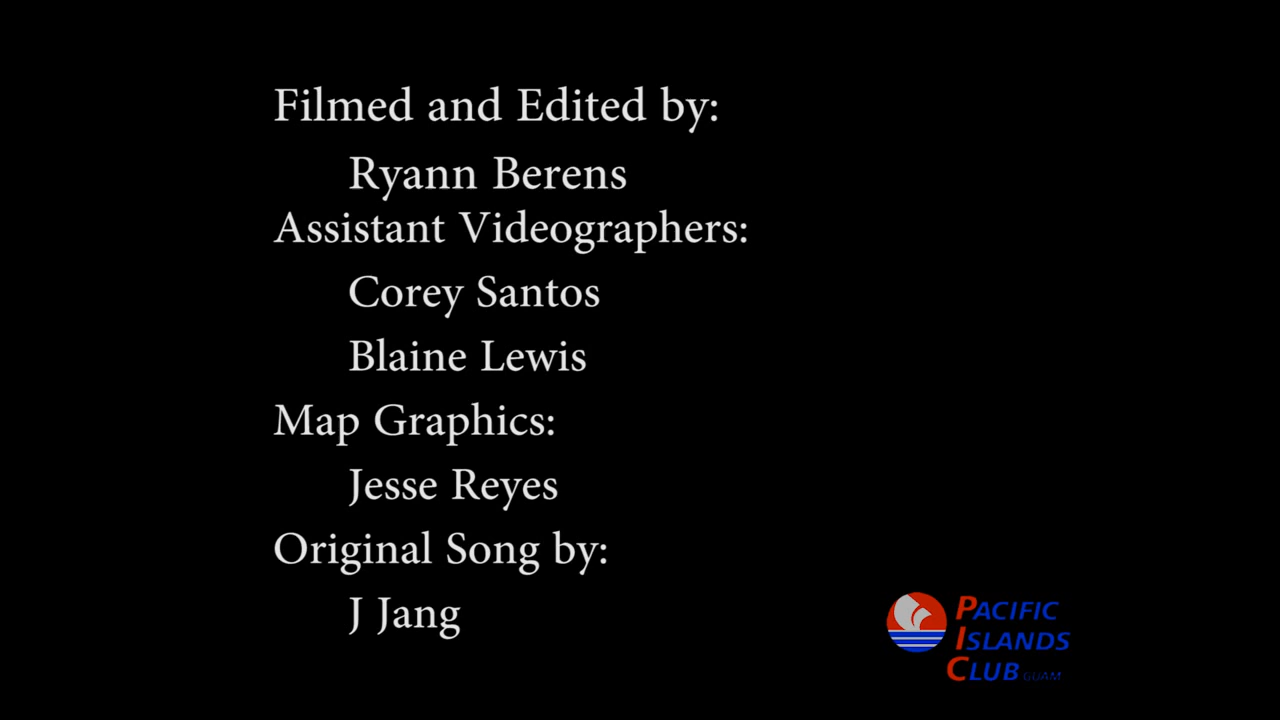 Filmed and Edited by:
Ryann Berens
Assistant Videographers:
Corey Santos
Blaine Lewis
Map Graphics:
Jesse Reyes
Original Song by:
J Jang
PACIFIC
ISLANDS
CLUB GUAM